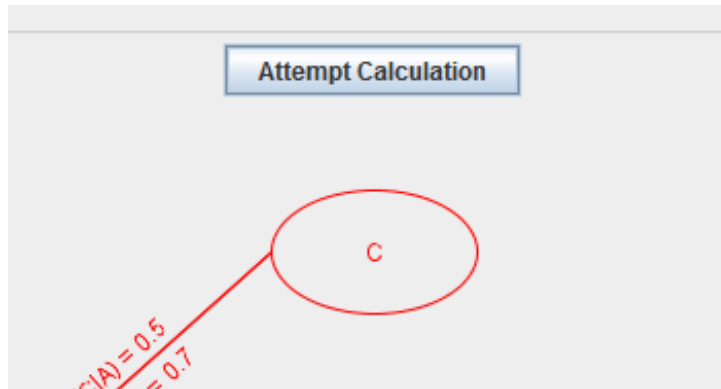 Attempt Calculation
C
C|A) = 0.5
= 0.7